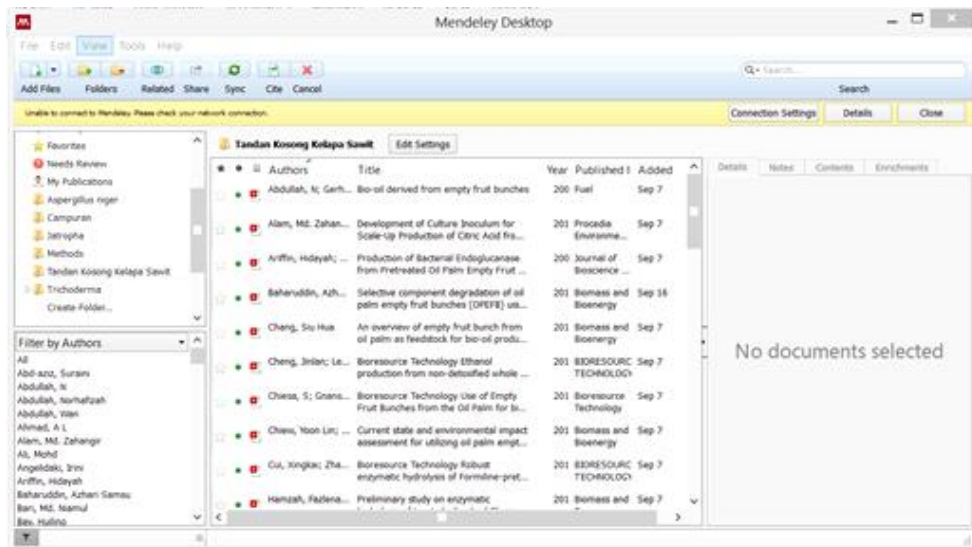 Mendeley Desktop
File Edit View Tools Help
Add Files Folders Related Share Sync Cite Cancel Search
Unable to connect to Mendeley. Please check your network connection. Connection Settings Details Close
Favorites
Needs Review
My Publications
Aspergillus niger
Campuran
Jatropha
Methods
Tandan Kosong Kelapa Sawit
Trichoderma
Create Folder...
Filter by Authors
All
Abd-aziz, Suraini
Abdullah, N
Abdullah, Norhafizah
Abdullah, Wan
Ahmad, A L
Alam, Md. Zahangir
Ali, Mohd
Angelidaki, Irini
Ariffin, Hidayah
Baharuddin, Azhari Samsu
Bari, Md. Niamul
Tandan Kosong Kelapa Sawit Edit Settings
Authors Title Year Published I Added
Abdullah, N; Gerh... Bio-oil derived from empty fruit bunches 200 Fuel Sep 7
Alam, Md. Zahan... Development of Culture Inoculum for 201 Procedia Sep 7
Scale-Up Production of Citric Acid fro... Environme...
Ariffin, Hidayah; ... Production of Bacterial Endoglucanase 200 Journal of Sep 7
from Pretreated Oil Palm Empty Fruit ... Bioscience ...
Baharuddin, Azh... Selective component degradation of oil 201 Biomass and Sep 16
palm empty fruit bunches (OPEFB) usi... Bioenergy
Chang, Siu Hua An overview of empty fruit bunch from 201 Biomass and Sep 7
oil palm as feedstock for bio-oil produ... Bioenergy
Cheng, Jinlan; Le... Bioresource Technology Ethanol 201 BIORESOURC Sep 7
production from non-detoxified whole ... TECHNOLOGY
Chiesa, S; Gnans... Bioresource Technology Use of Empty 201 Bioresource Sep 7
Fruit Bunches from the Oil Palm for bi... Technology
Chiew, Yoon Lin; ... Current state and environmental impact 201 Biomass and Sep 7
assessment for utilizing oil palm empt... Bioenergy
Cui, Xingkai; Zha... Bioresource Technology Robust 201 BIORESOURC Sep 7
enzymatic hydrolysis of Formiline-pret... TECHNOLOGY
Hamzah, Fazlena... Preliminary study on enzymatic 201 Biomass and Sep 7
Details Notes Contents Enrichments
No documents selected